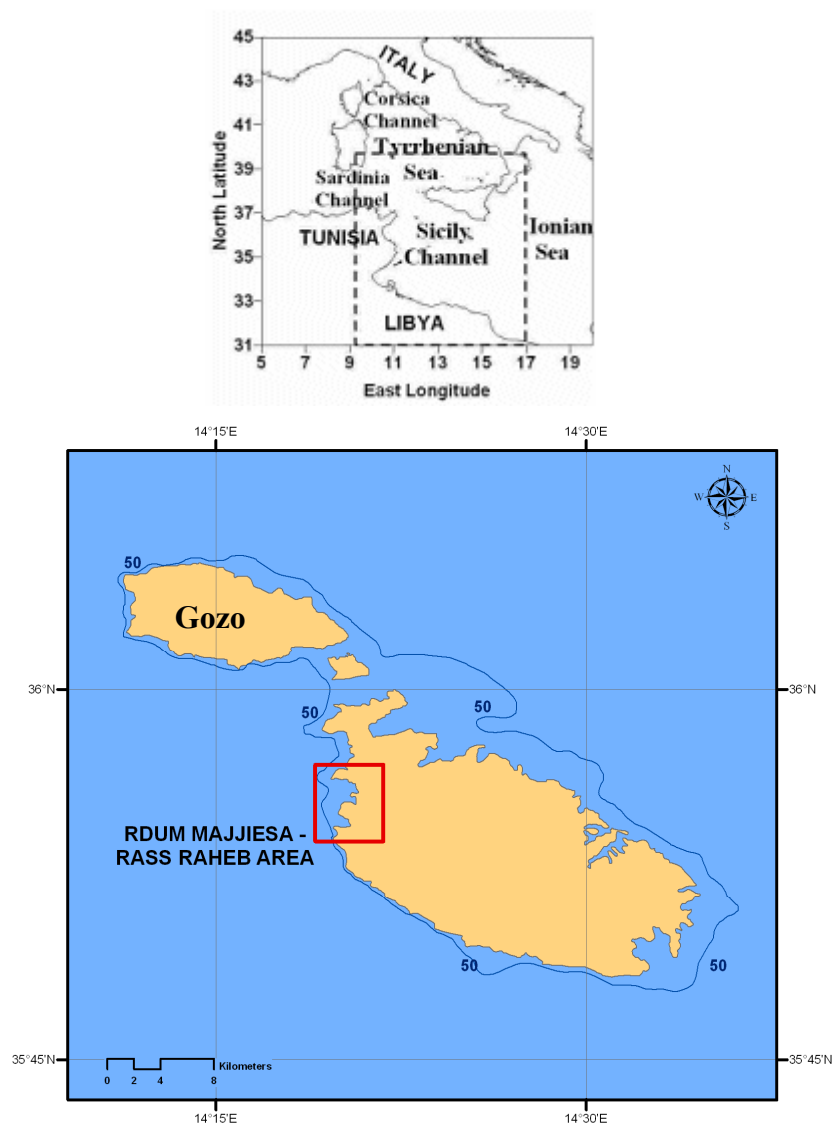 45
43
41
39
37
35
33
31
North Latitude
ITALY
Corsica
Channel
Tyrrhenian
Sea
Sardinia
Channel
TUNISIA
Sicily
Channel
Ionian
Sea
LIBYA
5 7 9 11 13 15 17 19
East Longitude
14°15'E 14°30'E
N
W E
S
50
Gozo
36°N 36°N
50 50
RDUM MAJJIESA -
RASS RAHEB AREA
50 50
35°45'N 35°45'N
Kilometers
0 2 4 8
14°15'E 14°30'E